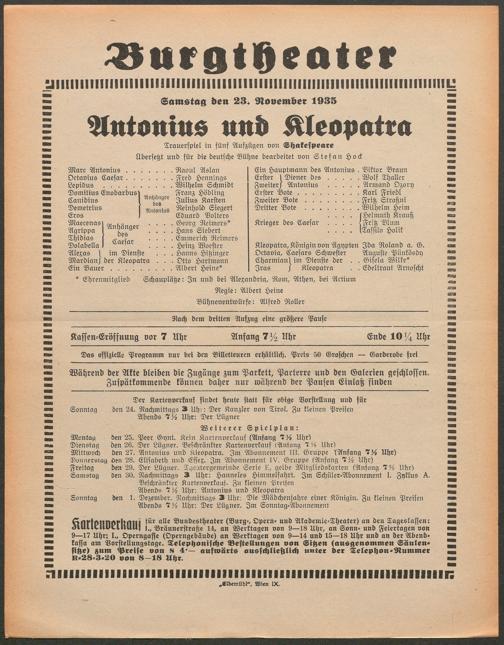 Burgtheater
Samstag den 23. November 1935
Antonius und Kleopatra
Trauerspiel in fünf Aufzügen von Shakespeare
Übersetzt und für die deutsche Bühne bearbeitet von Stefan Hock
Marc Antonius . . . . . . . Raoul Aslan
Octavius Caesar . . . . . . Fred Hennings
Lepidus . . . . . . . . Wilhelm Schmidt
Domitius Enobarbus } Anhänger des Antonius Franz Höbling
Canidius Julius Karsten
Demetrius Reinhold Siegert
Eros Eduard Volters
Maecenas } Anhänger des Caesar Georg Reimers*
Agrippa Hans Siebert
Thidias Emmerich Reimers
Dolabella Heinz Woester
Alexas } im Dienste Hanns Hitzinger
Mardian } der Kleopatra Otto Hartmann
Ein Bauer . . . . . . . Albert Heine*
Ein Hauptmann des Antonius . Viktor Braun
Erster } Diener des Wolf Thaller
Zweiter } Antonius Armand Ozory
Erster Bote . . . . . . Karl Friedl
Zweiter Bote . . . . . . Fritz Straßni
Dritter Bote . . . . . . Wilhelm Heim
Krieger des Caesar . . Helmuth Krauß
Fritz Blum
Cassilo Polik
Kleopatra, Königin von Ägypten Ida Roland a. G.
Octavia, Caesars Schwester Auguste Pünkösdy
Charmian } im Dienste der Gisela Wilke*
Iras } Kleopatra Edeltraut Arnoscht
* Ehrenmitglied Schauplätze: In und bei Alexandria, Rom, Athen, bei Actium
Regie: Albert Heine
Bühnenentwürfe: Alfred Roller
Nach dem dritten Aufzug eine größere Pause
Kassen-Eröffnung vor 7 Uhr Anfang 7½ Uhr Ende 10¼ Uhr
Das offizielle Programm nur bei den Billetteuren erhältlich, Preis 50 Groschen — Garderobe frei
Während der Akte bleiben die Zugänge zum Parkett, Parterre und den Galerien geschlossen.
Zuspätkommende können daher nur während der Pausen Einlaß finden
Der Kartenverkauf findet heute statt für obige Vorstellung und für
Sonntag den 24. Nachmittags 3 Uhr: Der Kanzler von Tirol. Zu kleinen Preisen
Abends 7½ Uhr: Der Lügner
Weiterer Spielplan:
Montag den 25. Peer Gynt. Kein Kartenverkauf (Anfang 7½ Uhr)
Dienstag den 26. Der Lügner. Beschränkter Kartenverkauf (Anfang 7½ Uhr)
Mittwoch den 27. Antonius und Kleopatra. Im Abonnement III. Gruppe (Anfang 7½ Uhr)
Donnerstag den 28. Elisabeth und Essex. Im Abonnement IV. Gruppe (Anfang 7½ Uhr)
Freitag den 29. Der Lügner. Theatergemeinde Serie E, gelbe Mitgliedskarten (Anfang 7½ Uhr)
Samstag den 30. Nachmittags 3 Uhr: Hanneles Himmelfahrt. Im Schüler-Abonnement I. Zyklus A.
Beschränkter Kartenverkauf. Zu kleinen Preisen
Abends 7½ Uhr: Antonius und Kleopatra
Sonntag den 1. Dezember. Nachmittags 3 Uhr: Die Mädchenjahre einer Königin. Zu kleinen Preisen
Abends 7½ Uhr: Der Lügner. Im Sonntag-Abonnement
Kartenverkauf für alle Bundestheater (Burg-, Opern- und Akademie-Theater) an den Tageskassen:
I., Bräunerstraße 14, an Werktagen von 9—18 Uhr, an Sonn- und Feiertagen von
9—17 Uhr; I., Operngasse (Operngebäude) an Werktagen von 9—14 und 15—18 Uhr und an der Abend-
kassa am Vorstellungstage. Telephonische Bestellungen von Sitzen (ausgenommen Säulen-
sitze) zum Preise von S 4·— aufwärts ausschließlich unter der Telephon-Nummer
R-28-3-20 von 8—18 Uhr.
„Elbemühl“, Wien IX.